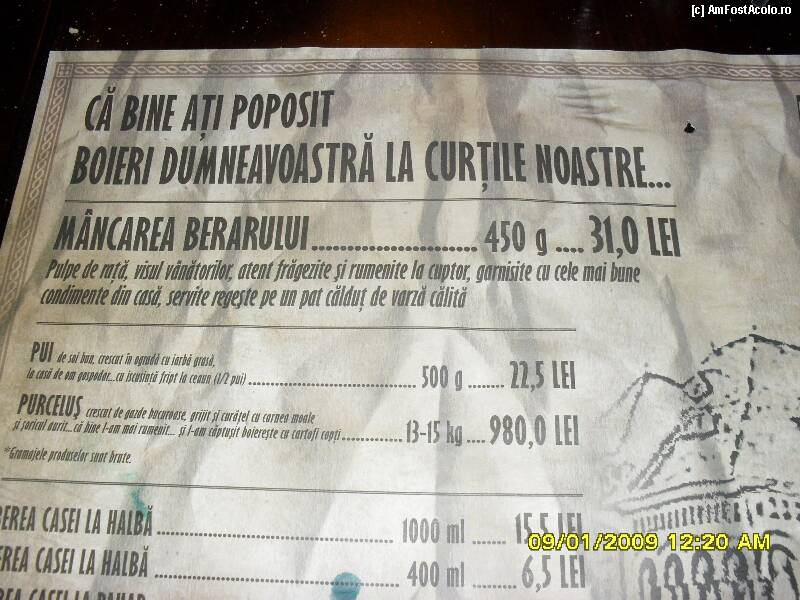 [c] AmFostAcolo.ro
CĂ BINE AȚI POPOSIT
BOIERI DUMNEAVOASTRĂ LA CURȚILE NOASTRE...
MÂNCAREA BERARULUI.................... 450 g .... 31,0 LEI
Pulpe de rață, visul vânătorilor, atent frăgezite și rumenite la cuptor, garnisite cu cele mai bune
condimente din casă, servite regește pe un pat călduț de varză călită
PUI de soi bun, crescut în ogradă cu iarbă grasă,
la casă de om gospodar...cu iscusință fript la ceaun (1/2 pui) ........................ 500 g ........ 22,5 LEI
PURCELUȘ crescut de gazde bucuroase, grijit și curățel cu carnea moale
și șoricul aurit...că bine l-am mai rumenit... și l-am căptușit boierește cu cartofi copți ............ 13-15 kg .... 980,0 LEI
*Gramajele produselor sunt brute.
BEREA CASEI LA HALBĂ ........................ 1000 ml ...... 15,5 LEI
09/01/2009 12:20 AM
EREA CASEI LA HALBĂ ........................ 400 ml ...... 6,5 LEI